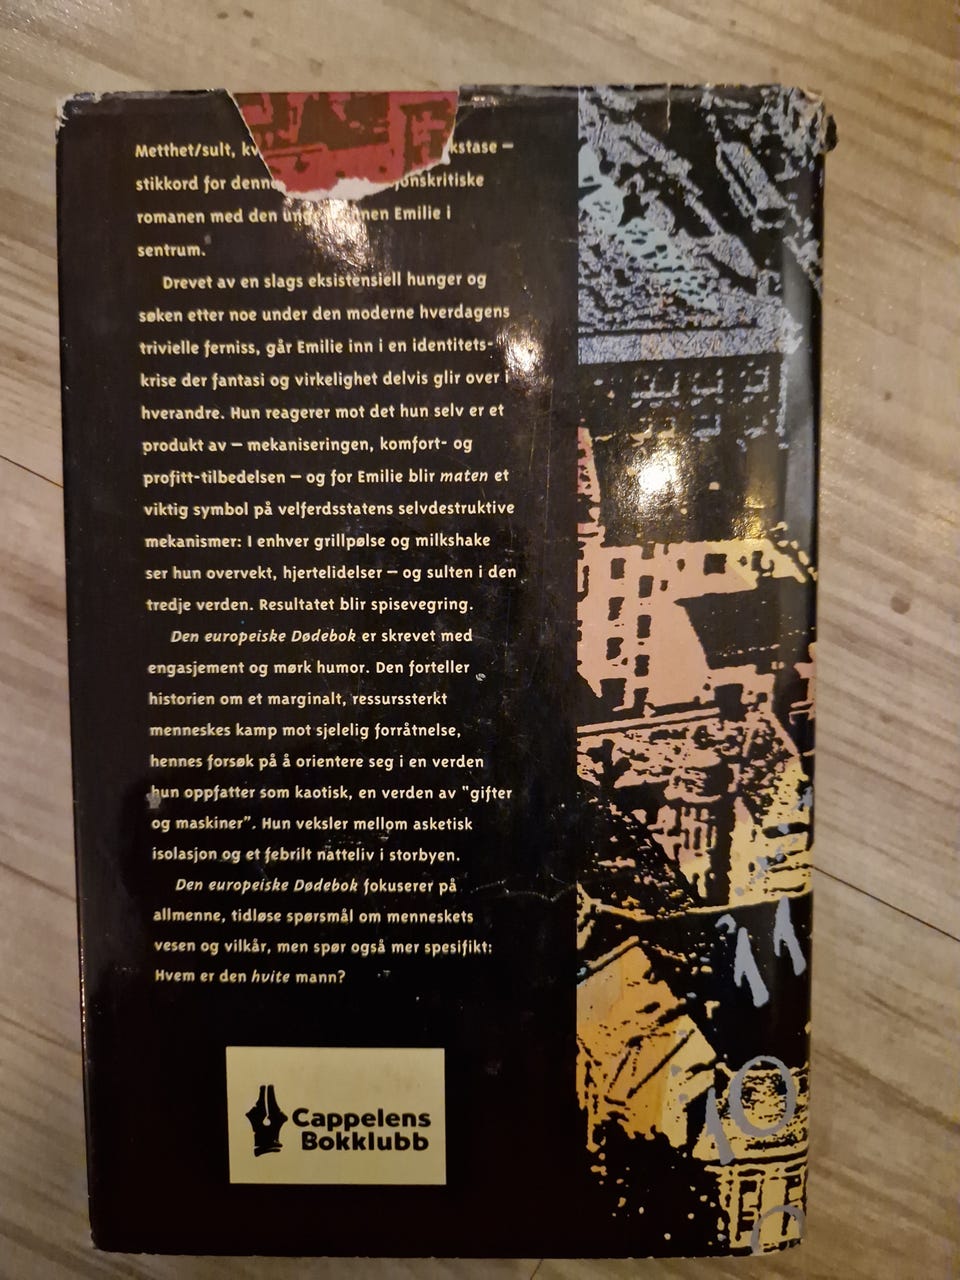 Metthet/sult, kstase –
stikkord for jonskritiske
romanen med den Emilie i
sentrum.
Drevet av en slags eksistensiell hunger og
søken etter noe under den moderne hverdagens
trivielle ferniss, går Emilie inn i en identitets-
krise der fantasi og virkelighet delvis glir over i
hverandre. Hun reagerer mot det hun selv er et
produkt av – mekaniseringen, komfort- og
profitt-tilbedelsen – og for Emilie blir maten et
viktig symbol på velferdsstatens selvdestruktive
mekanismer: I enhver grillpølse og milkshake
ser hun overvekt, hjertelidelser – og sulten i den
tredje verden. Resultatet blir spisevegring.
Den europeiske Dødebok er skrevet med
engasjement og mørk humor. Den forteller
historien om et marginalt, ressurssterkt
menneskes kamp mot sjelelig forråtnelse,
hennes forsøk på å orientere seg i en verden
hun oppfatter som kaotisk, en verden av "gifter
og maskiner". Hun veksler mellom asketisk
isolasjon og et febrilt natteliv i storbyen.
Den europeiske Dødebok fokuserer på
allmenne, tidløse spørsmål om menneskets
vesen og vilkår, men spør også mer spesifikt:
Hvem er den hvite mann?
11
10
Cappelens
Bokklubb